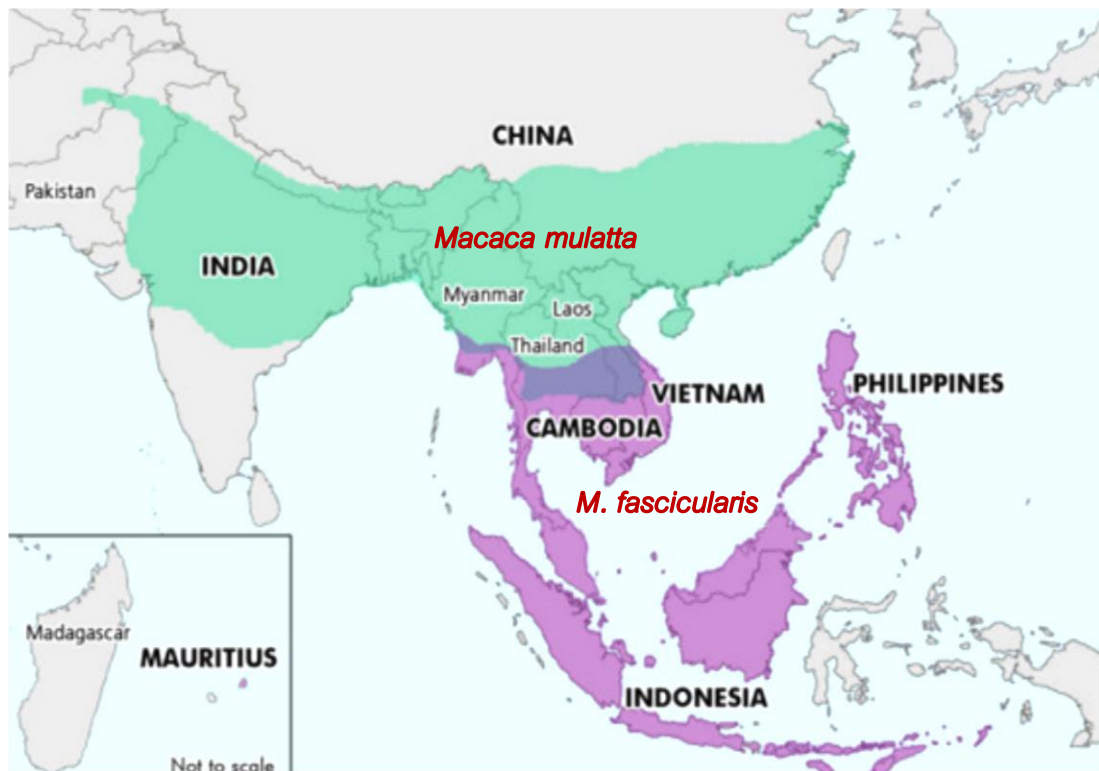 CHINA
Pakistan
Macaca mulatta
INDIA
Myanmar
Laos
Thailand
PHILIPPINES
VIETNAM
CAMBODIA
M. fascicularis
Madagascar
MAURITIUS
INDONESIA
Not to scale